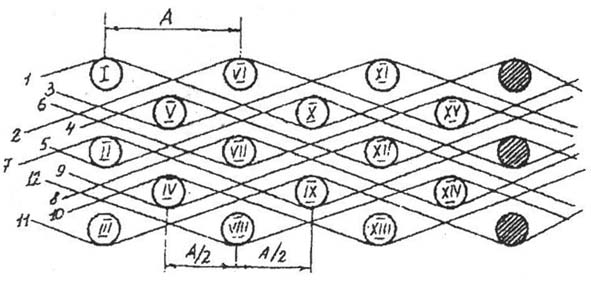 A
I VI XI
1 3
6
V X XV
2 4
5 II VII XII
7
9
12
IV IX XIV
8
10
11 III VIII XIII
A/2 A/2